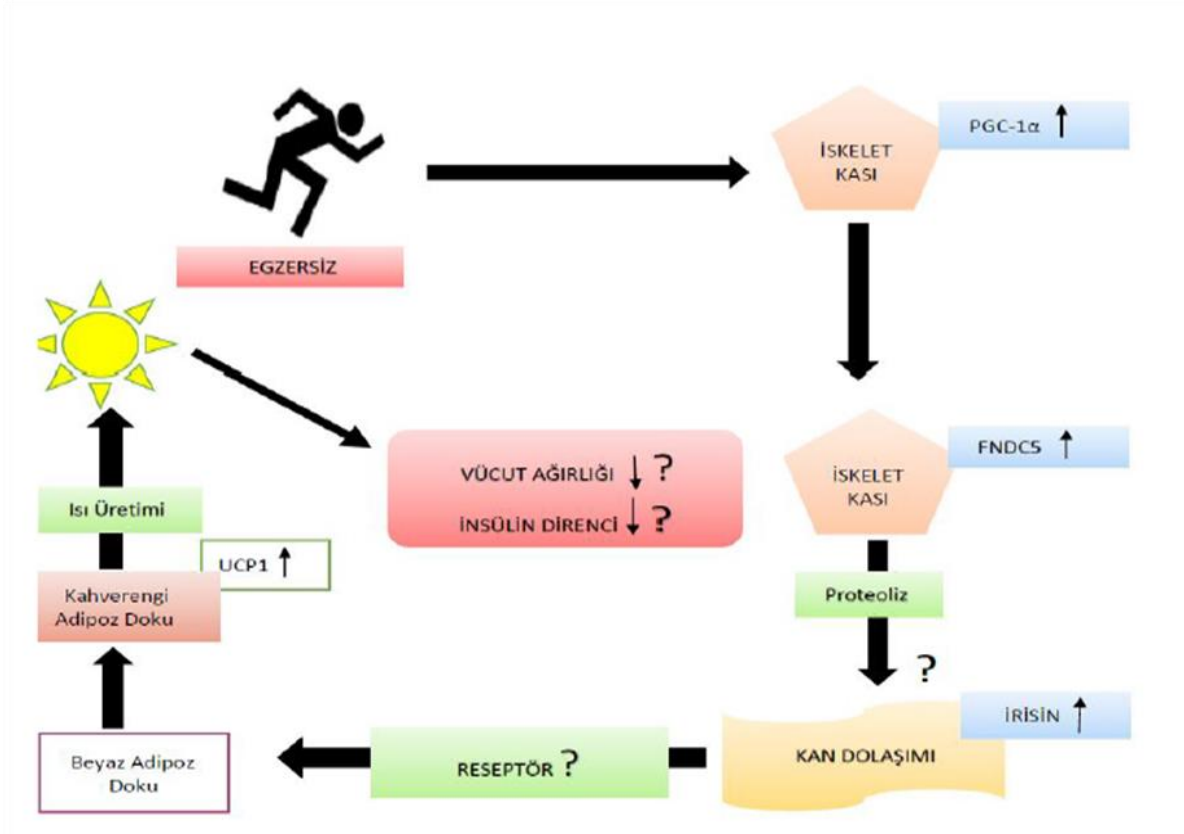 PGC-1α ↑
İSKELET
KASI
EGZERSİZ
FNDC5 ↑
İSKELET
KASI
VÜCUT AĞIRLIĞI ↓ ?
İNSÜLİN DİRENCİ ↓ ?
Isı Üretimi
UCP1 ↑
Kahverengi
Adipoz Doku
Proteoliz
?
İRİSİN ↑
KAN DOLAŞIMI
RESEPTÖR ?
Beyaz Adipoz
Doku